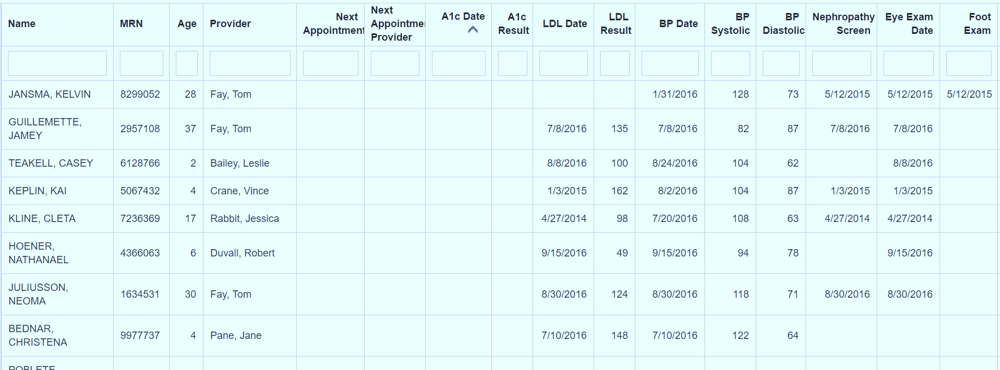 Name MRN Age Provider Next Appointment Next Appointme Provider A1c Date A1c Result LDL Date LDL Result BP Date BP Systolic BP Diastolic Nephropathy Screen Eye Exam Date Foot Exam
JANSMA, KELVIN 8299052 28 Fay, Tom 1/31/2016 128 73 5/12/2015 5/12/2015 5/12/2015
GUILLEMETTE, JAMEY 2957108 37 Fay, Tom 7/8/2016 135 7/8/2016 82 87 7/8/2016 7/8/2016
TEAKELL, CASEY 6128766 2 Bailey, Leslie 8/8/2016 100 8/24/2016 104 62 8/8/2016
KEPLIN, KAI 5067432 4 Crane, Vince 1/3/2015 162 8/2/2016 104 87 1/3/2015 1/3/2015
KLINE, CLETA 7236369 17 Rabbit, Jessica 4/27/2014 98 7/20/2016 108 63 4/27/2014 4/27/2014
HOENER, NATHANAEL 4366063 6 Duvall, Robert 9/15/2016 49 9/15/2016 94 78 9/15/2016
JULIUSSON, NEOMA 1634531 30 Fay, Tom 8/30/2016 124 8/30/2016 118 71 8/30/2016 8/30/2016
BEDNAR, CHRISTENA 9977737 4 Pane, Jane 7/10/2016 148 7/10/2016 122 64